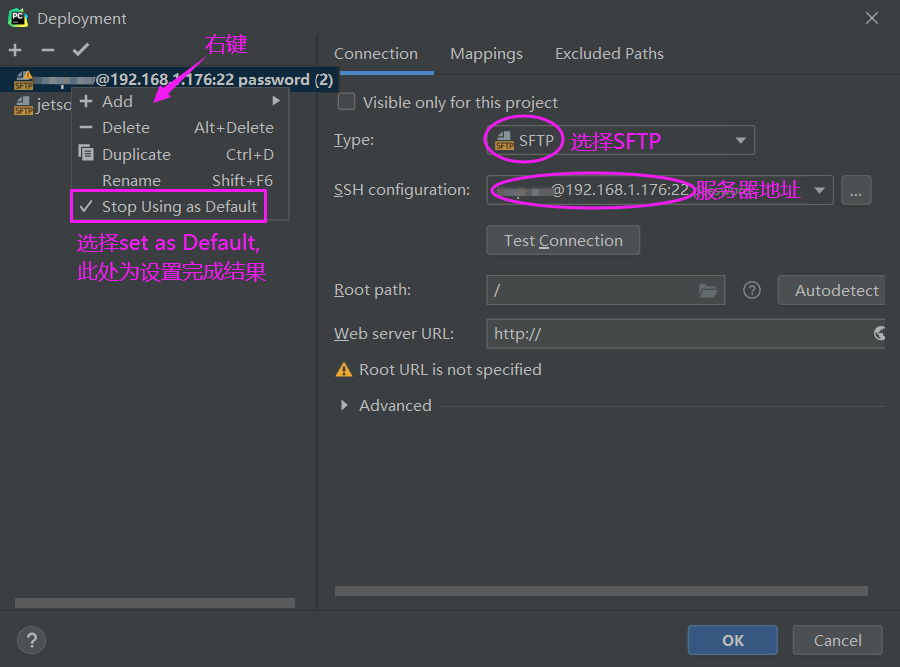 Deployment
右键
Connection Mappings Excluded Paths
@192.168.1.176:22 password (2)
Visible only for this project
Add
Delete Alt+Delete
Duplicate Ctrl+D
Rename Shift+F6
Stop Using as Default
选择set as Default,
此处为设置完成结果
Type: SFTP 选择SFTP
SSH configuration: @192.168.1.176:22 服务器地址 ...
Test Connection
Root path: / Autodetect
Web server URL: http://
Root URL is not specified
Advanced
OK Cancel